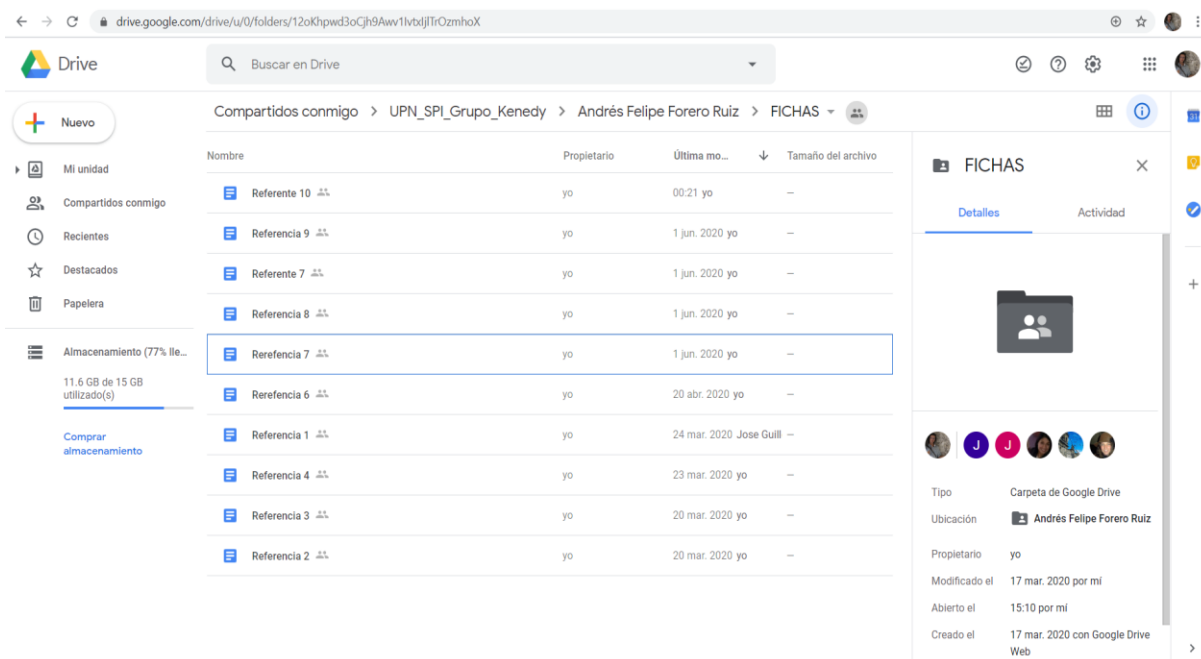 drive.google.com/drive/u/0/folders/12oKhpwd3oCjh9Awv1IvtxIjlTrOzmhoX
Drive
Buscar en Drive
Nuevo
Mi unidad
Compartidos conmigo
Recientes
Destacados
Papelera
Almacenamiento (77% lle...
11.6 GB de 15 GB
utilizado(s)
Comprar
almacenamiento
Compartidos conmigo > UPN_SPI_Grupo_Kenedy > Andrés Felipe Forero Ruiz > FICHAS
Nombre Propietario Última mo... Tamaño del archivo
Referente 10 yo 00:21 yo –
Referencia 9 yo 1 jun. 2020 yo –
Referente 7 yo 1 jun. 2020 yo –
Referencia 8 yo 1 jun. 2020 yo –
Rerefencia 7 yo 1 jun. 2020 yo –
Rerefencia 6 yo 20 abr. 2020 yo –
Referencia 1 yo 24 mar. 2020 Jose Guill –
Referencia 4 yo 23 mar. 2020 yo –
Referencia 3 yo 20 mar. 2020 yo –
Referencia 2 yo 20 mar. 2020 yo –
FICHAS
Detalles Actividad
J J
Tipo Carpeta de Google Drive
Ubicación Andrés Felipe Forero Ruiz
Propietario yo
Modificado el 17 mar. 2020 por mí
Abierto el 15:10 por mí
Creado el 17 mar. 2020 con Google Drive
Web
31